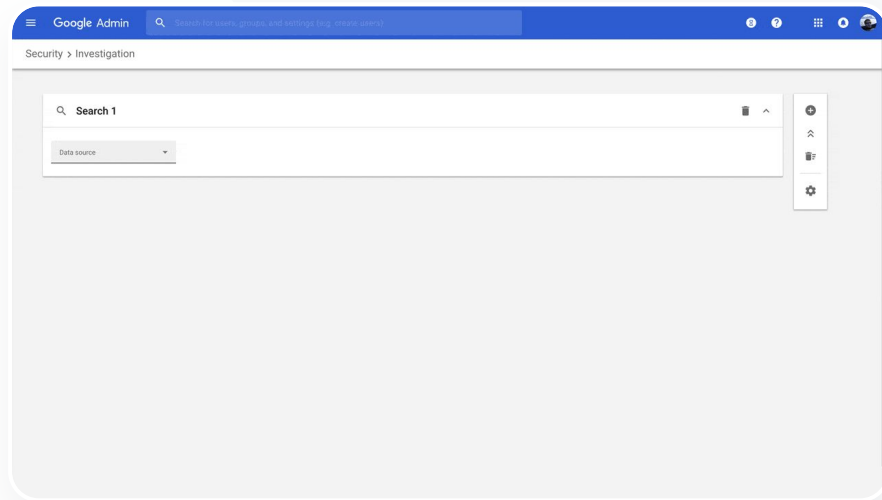 Google Admin
Search for users, groups, and settings (e.g. create users)
Security > Investigation
Search 1
Data source